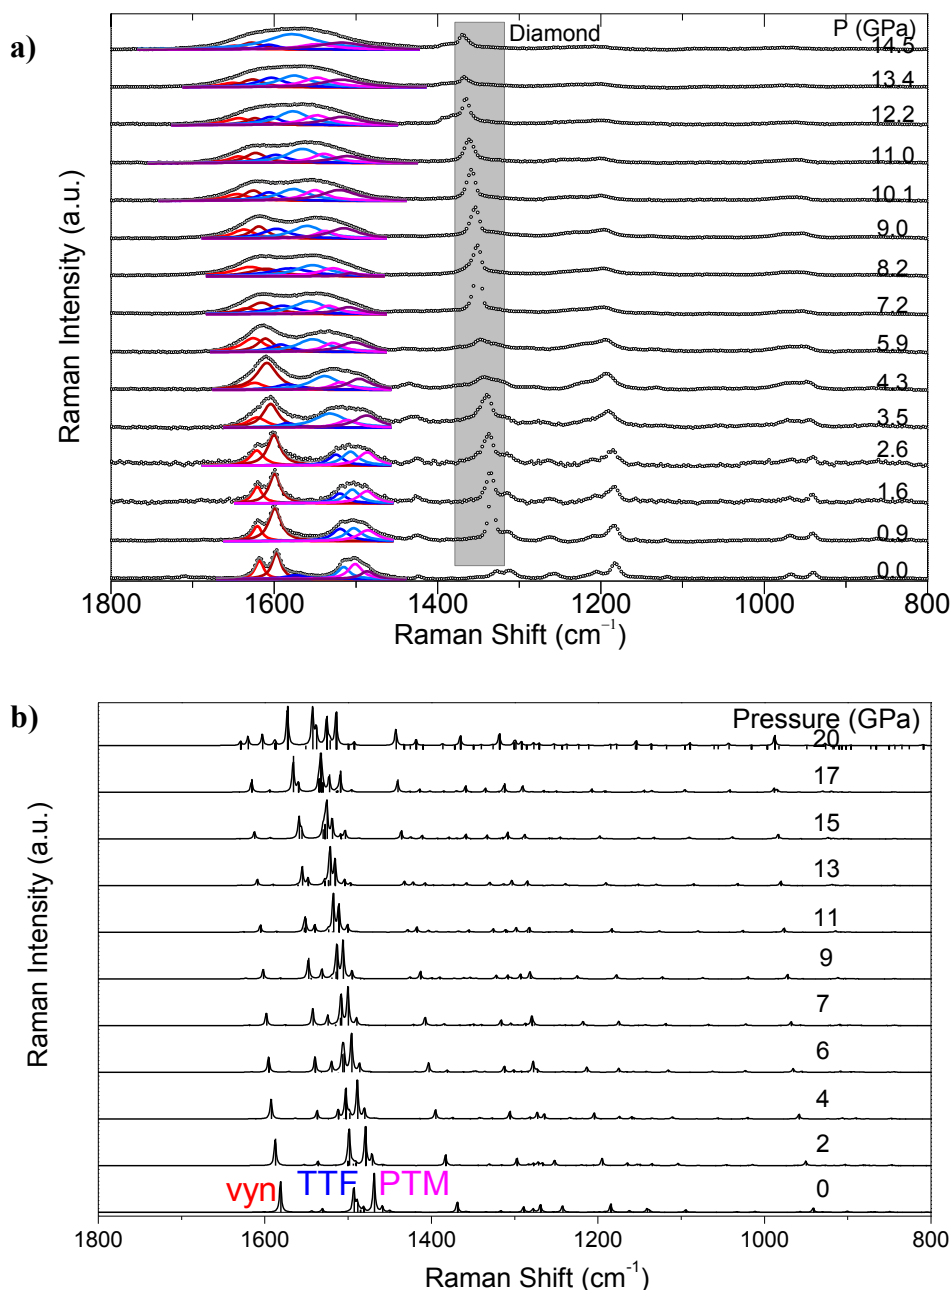 a)
Diamond
P (GPa)
14.5
13.4
12.2
11.0
10.1
9.0
8.2
7.2
5.9
4.3
3.5
2.6
1.6
0.9
0.0
Raman Intensity (a.u.)
1800 1600 1400 1200 1000 800
Raman Shift (cm⁻¹)
b)
Pressure (GPa)
20
17
15
13
11
9
7
6
4
2
0
vyn TTF PTM
Raman Intensity (a.u.)
1800 1600 1400 1200 1000 800
Raman Shift (cm⁻¹)